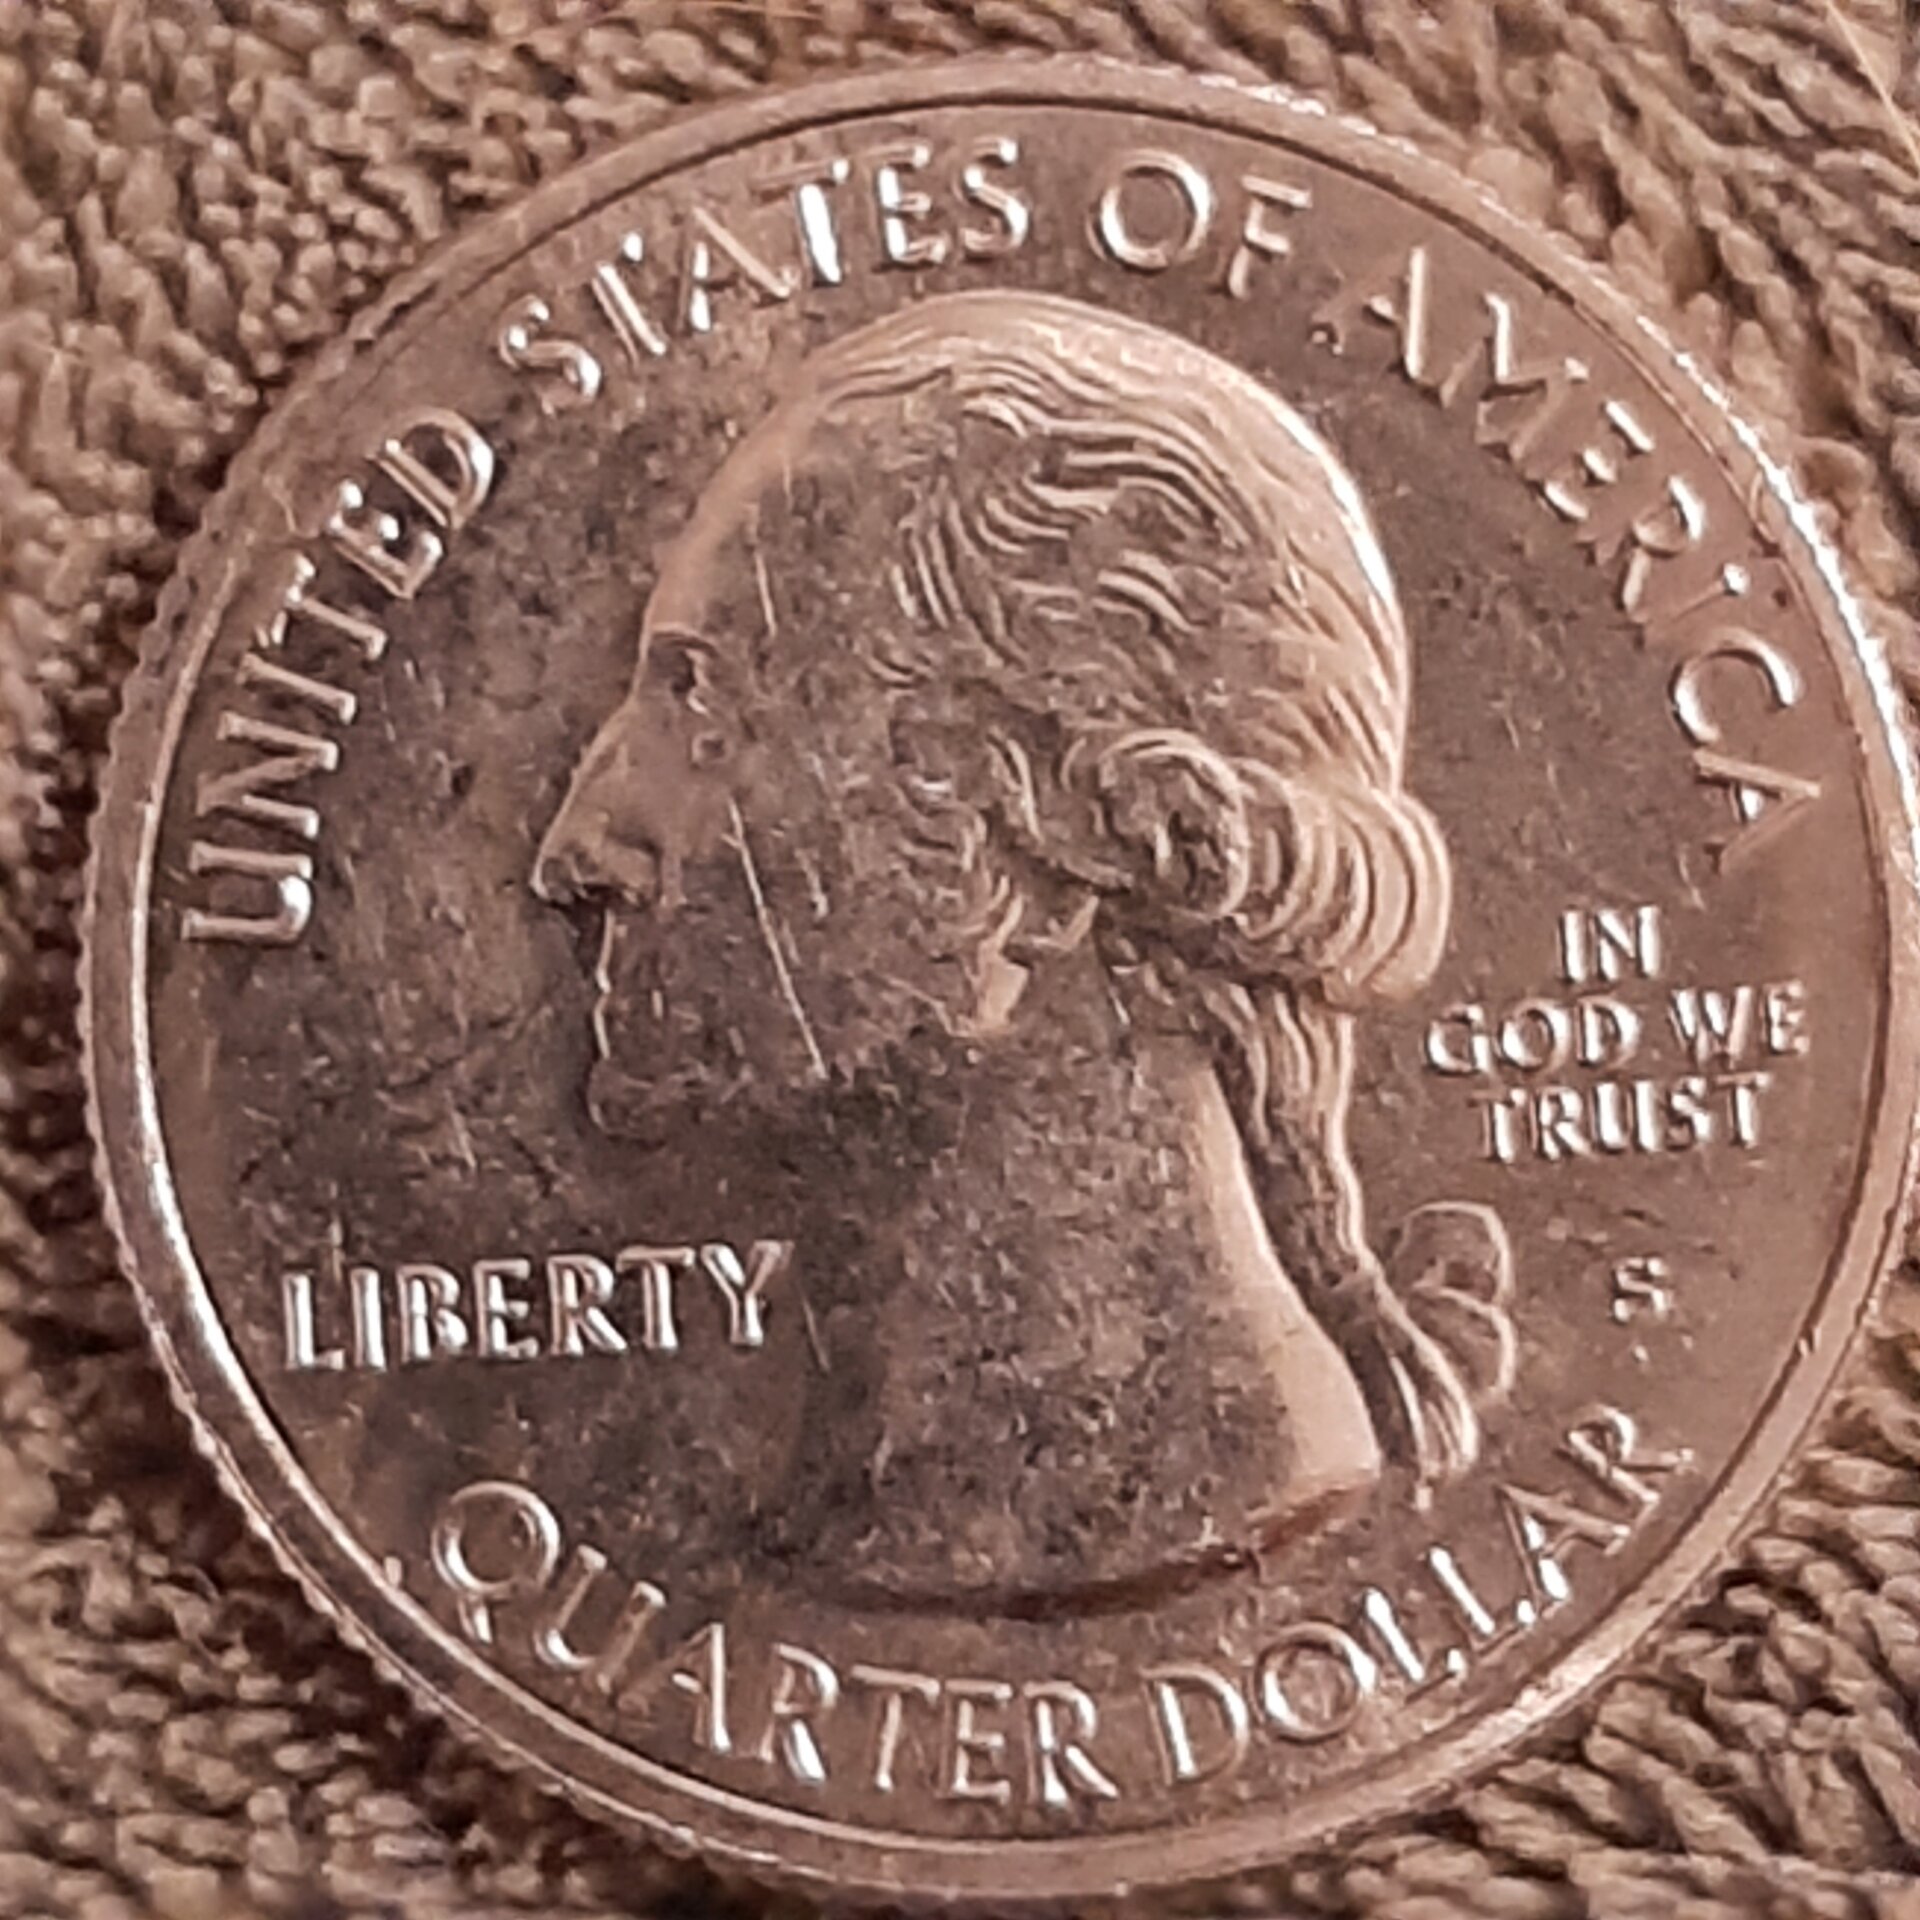 UNITED STATES OF AMERICA
IN
GOD WE
TRUST
LIBERTY
S
QUARTER DOLLAR